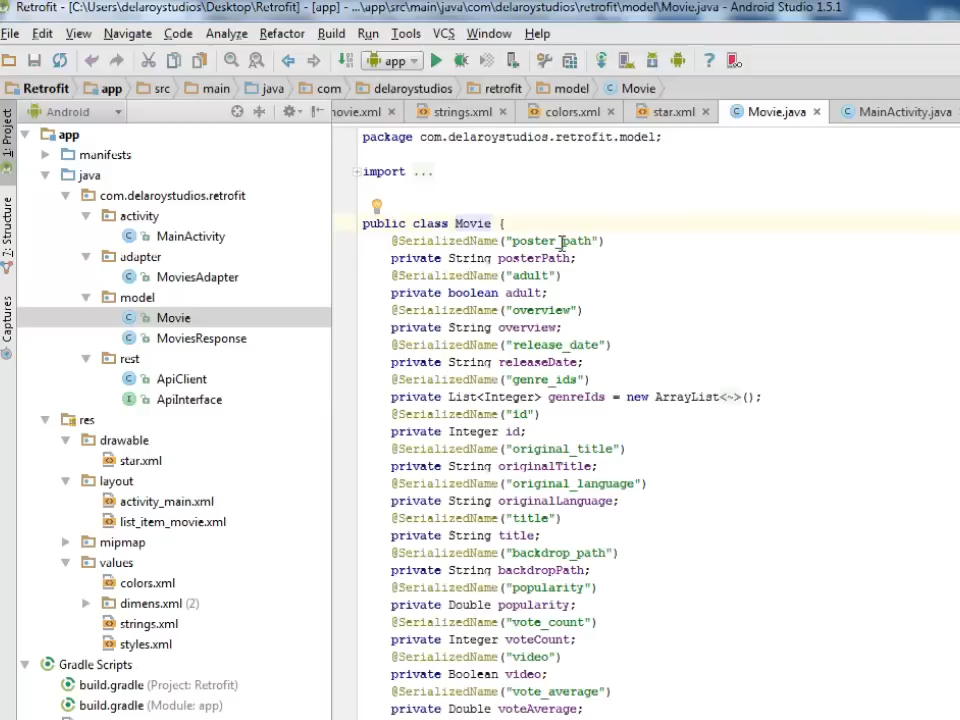 Retrofit - [C:\Users\delaroystudios\Desktop\Retrofit] - [app] - ...\app\src\main\java\com\delaroystudios\retrofit\model\Movie.java - Android Studio 1.5.1
File Edit View Navigate Code Analyze Refactor Build Run Tools VCS Window Help
app
Retrofit app src main java com delaroystudios retrofit model Movie
Android
movie.xml strings.xml colors.xml star.xml Movie.java MainActivity.java
1: Project
7: Structure
Captures
app
manifests
java
com.delaroystudios.retrofit
activity
MainActivity
adapter
MoviesAdapter
model
Movie
MoviesResponse
rest
ApiClient
ApiInterface
res
drawable
star.xml
layout
activity_main.xml
list_item_movie.xml
mipmap
values
colors.xml
dimens.xml (2)
strings.xml
styles.xml
Gradle Scripts
build.gradle (Project: Retrofit)
build.gradle (Module: app)
package com.delaroystudios.retrofit.model;
import ...
public class Movie {
@SerializedName("poster_path")
private String posterPath;
@SerializedName("adult")
private boolean adult;
@SerializedName("overview")
private String overview;
@SerializedName("release_date")
private String releaseDate;
@SerializedName("genre_ids")
private List<Integer> genreIds = new ArrayList<~>();
@SerializedName("id")
private Integer id;
@SerializedName("original_title")
private String originalTitle;
@SerializedName("original_language")
private String originalLanguage;
@SerializedName("title")
private String title;
@SerializedName("backdrop_path")
private String backdropPath;
@SerializedName("popularity")
private Double popularity;
@SerializedName("vote_count")
private Integer voteCount;
@SerializedName("video")
private Boolean video;
@SerializedName("vote_average")
private Double voteAverage;